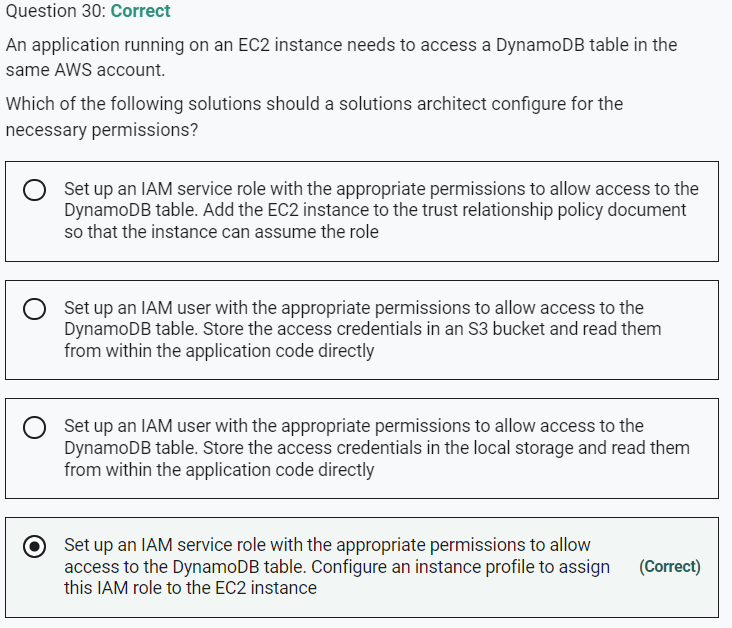 Question 30: Correct
An application running on an EC2 instance needs to access a DynamoDB table in the
same AWS account.
Which of the following solutions should a solutions architect configure for the
necessary permissions?
Set up an IAM service role with the appropriate permissions to allow access to the
DynamoDB table. Add the EC2 instance to the trust relationship policy document
so that the instance can assume the role
Set up an IAM user with the appropriate permissions to allow access to the
DynamoDB table. Store the access credentials in an S3 bucket and read them
from within the application code directly
Set up an IAM user with the appropriate permissions to allow access to the
DynamoDB table. Store the access credentials in the local storage and read them
from within the application code directly
Set up an IAM service role with the appropriate permissions to allow
access to the DynamoDB table. Configure an instance profile to assign (Correct)
this IAM role to the EC2 instance